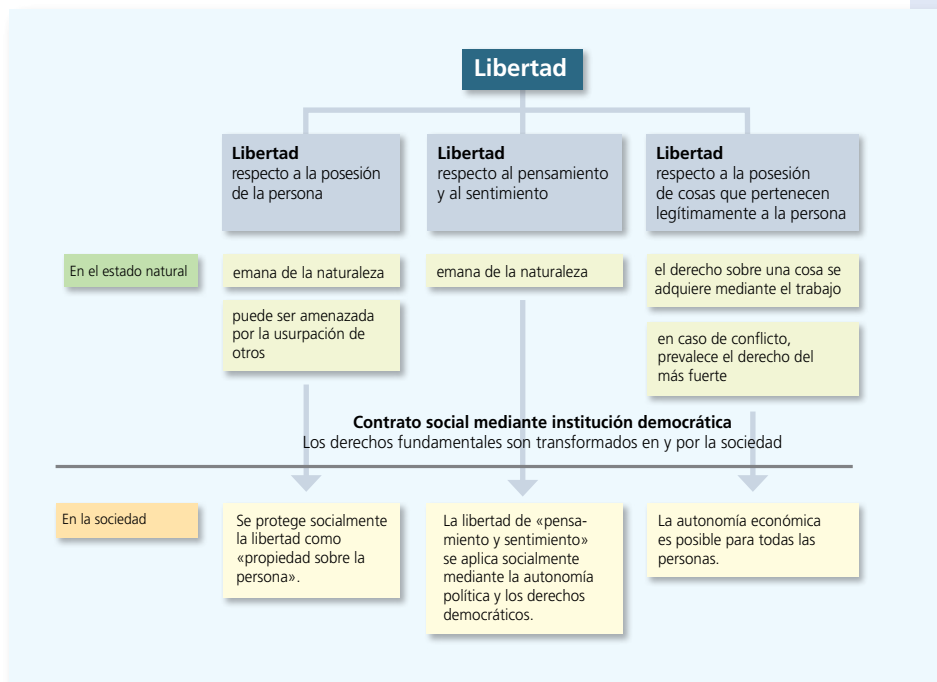 Libertad
Libertad
respecto a la posesión
de la persona
Libertad
respecto al pensamiento
y al sentimiento
Libertad
respecto a la posesión
de cosas que pertenecen
legítimamente a la persona
En el estado natural
emana de la naturaleza
puede ser amenazada
por la usurpación de
otros
emana de la naturaleza
el derecho sobre una cosa se
adquiere mediante el trabajo
en caso de conflicto,
prevalece el derecho del
más fuerte
Contrato social mediante institución democrática
Los derechos fundamentales son transformados en y por la sociedad
En la sociedad
Se protege socialmente
la libertad como
«propiedad sobre la
persona».
La libertad de «pensa-
miento y sentimiento»
se aplica socialmente
mediante la autonomía
política y los derechos
democráticos.
La autonomía económica
es posible para todas las
personas.